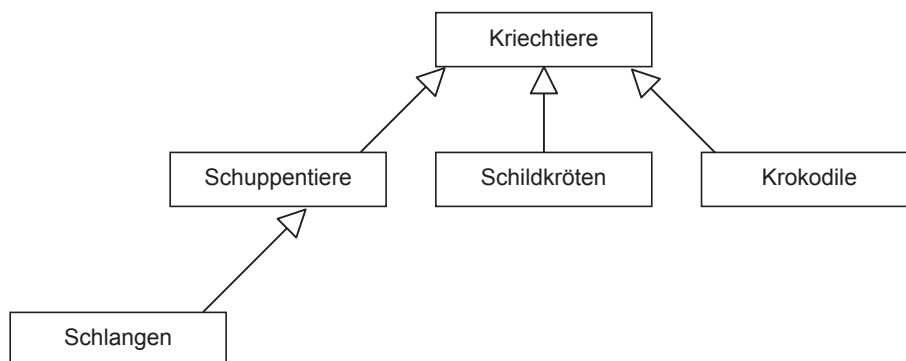 Kriechtiere
Schuppentiere
Schildkröten
Krokodile
Schlangen